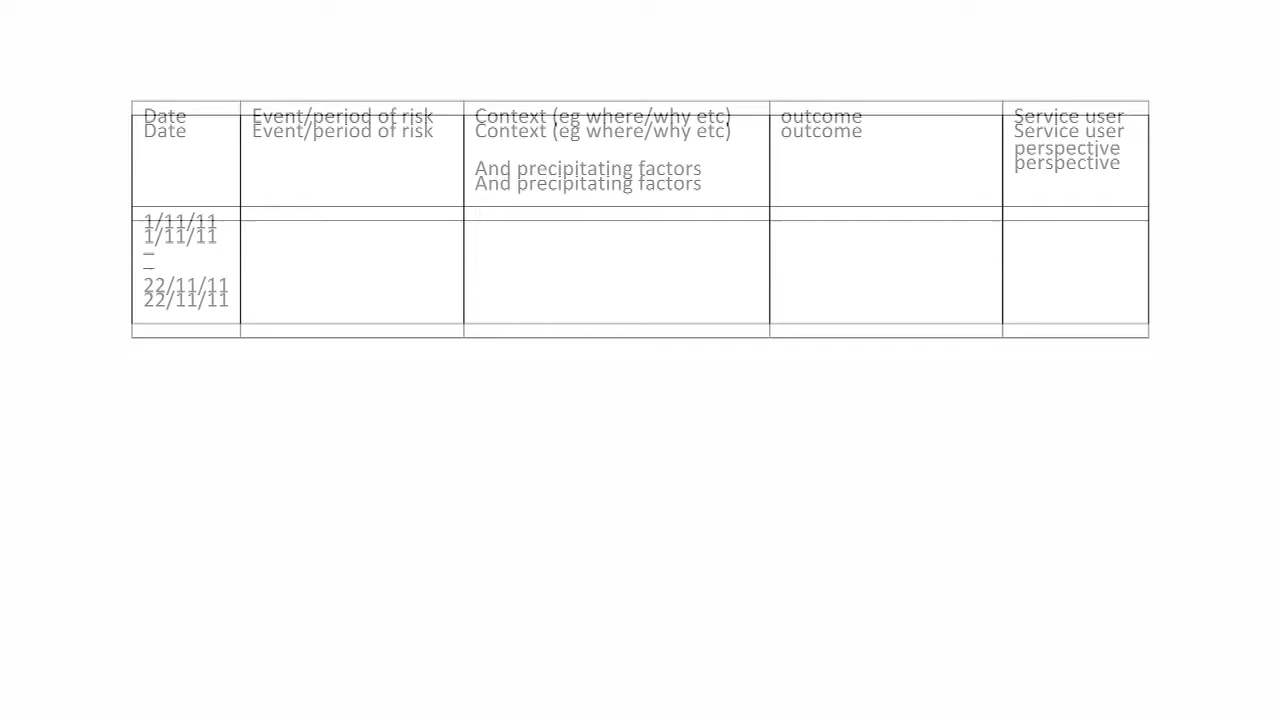 Date
Event/period of risk
Context (eg where/why etc)
And precipitating factors
outcome
Service user
perspective
1/11/11
–
22/11/11